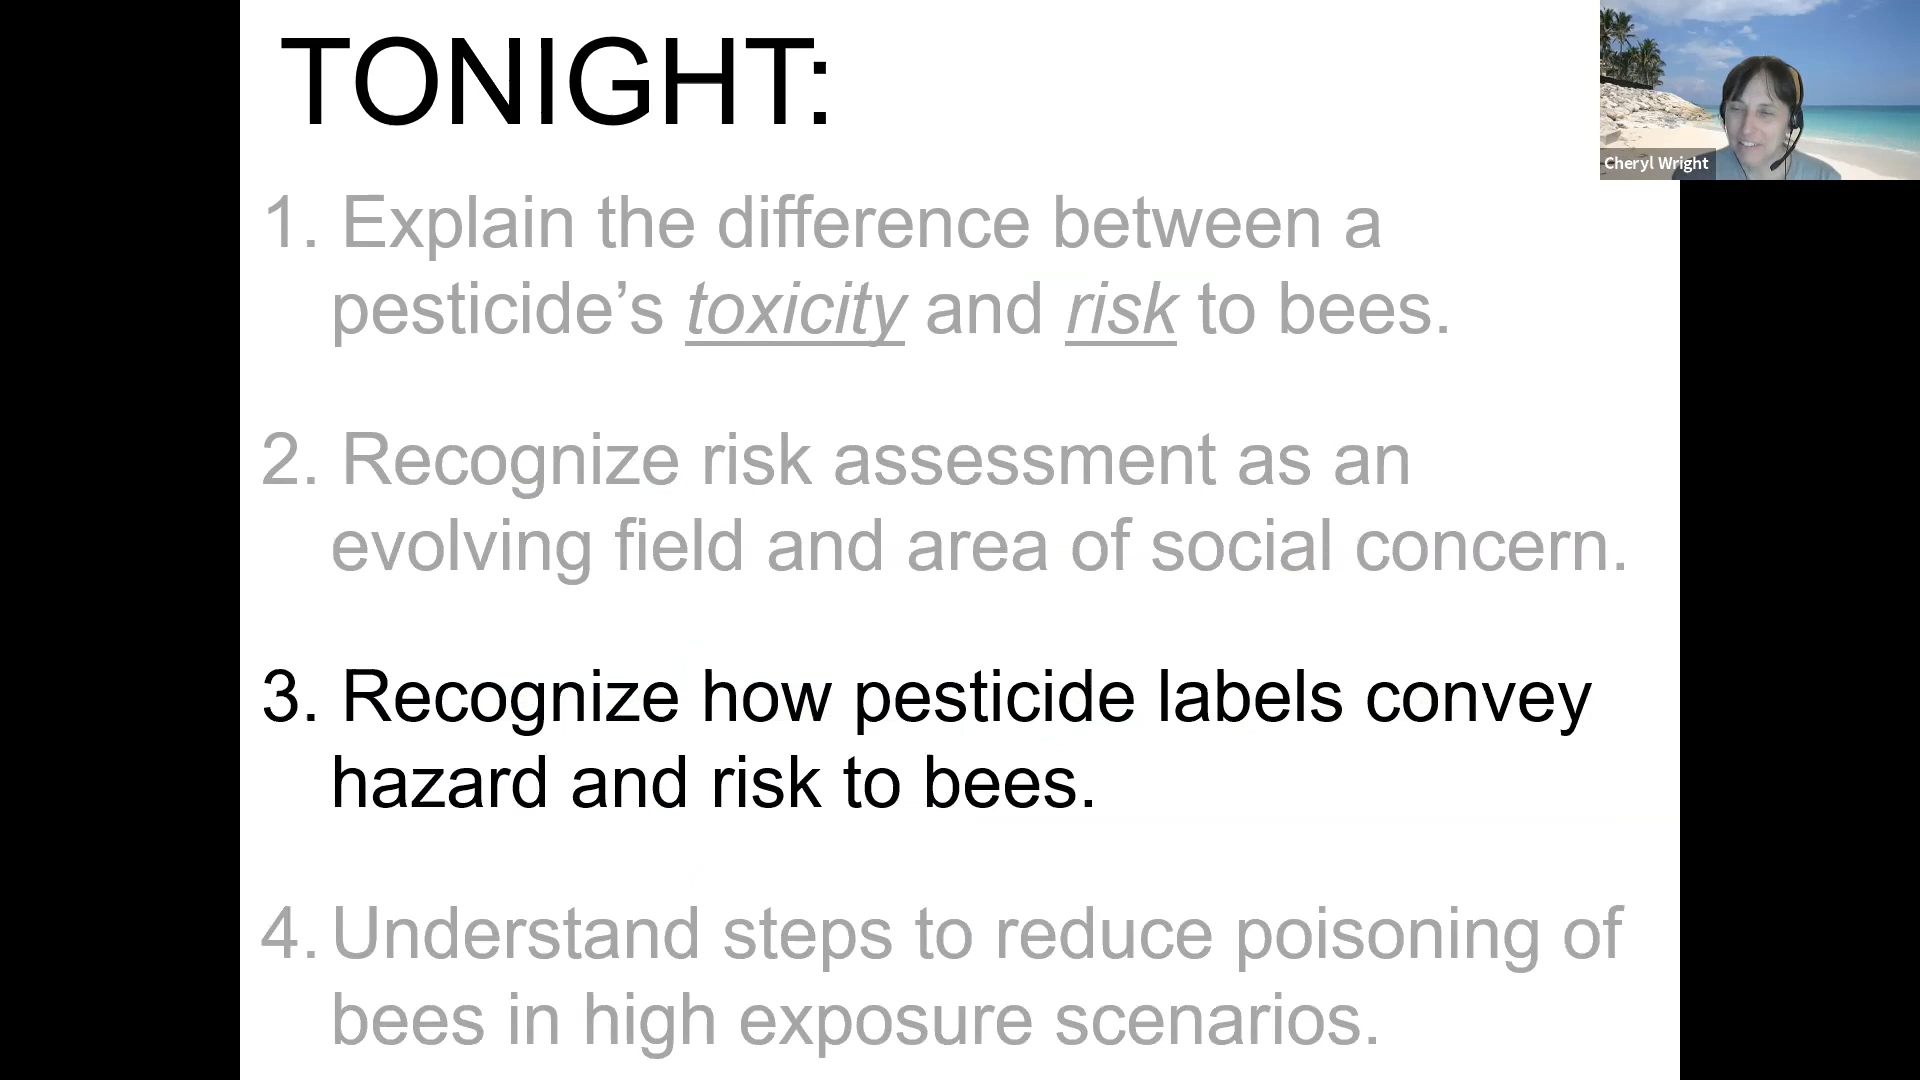 TONIGHT:
Cheryl Wright
1. Explain the difference between a
pesticide’s toxicity and risk to bees.
2. Recognize risk assessment as an
evolving field and area of social concern.
3. Recognize how pesticide labels convey
hazard and risk to bees.
4. Understand steps to reduce poisoning of
bees in high exposure scenarios.